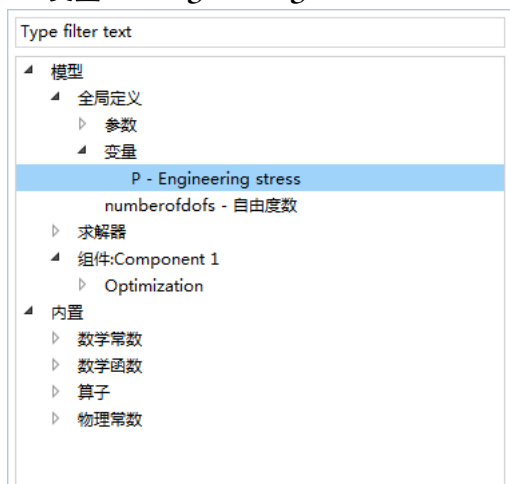 Type filter text
模型
全局定义
参数
变量
P - Engineering stress
numberofdofs - 自由度数
求解器
组件:Component 1
Optimization
内置
数学常数
数学函数
算子
物理常数